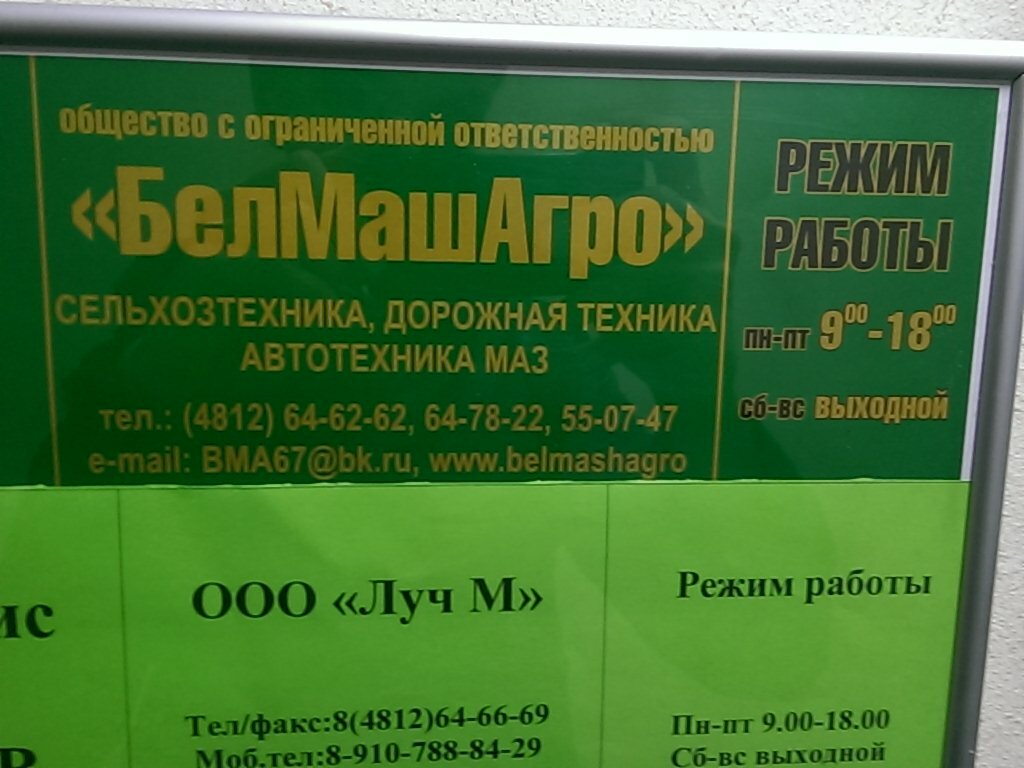 общество с ограниченной ответственностью
«БелМашАгро»
СЕЛЬХОЗТЕХНИКА, ДОРОЖНАЯ ТЕХНИКА
АВТОТЕХНИКА МАЗ
тел.: (4812) 64-62-62, 64-78-22, 55-07-47
e-mail: BMA67@bk.ru, www.belmashagro
РЕЖИМ
РАБОТЫ
пн-пт 900-1800
сб-вс ВЫХОДНОЙ
ис
ООО «Луч М»
Тел/факс:8(4812)64-66-69
Моб.тел:8-910-788-84-29
Режим работы
Пн-пт 9.00-18.00
Сб-вс выходной